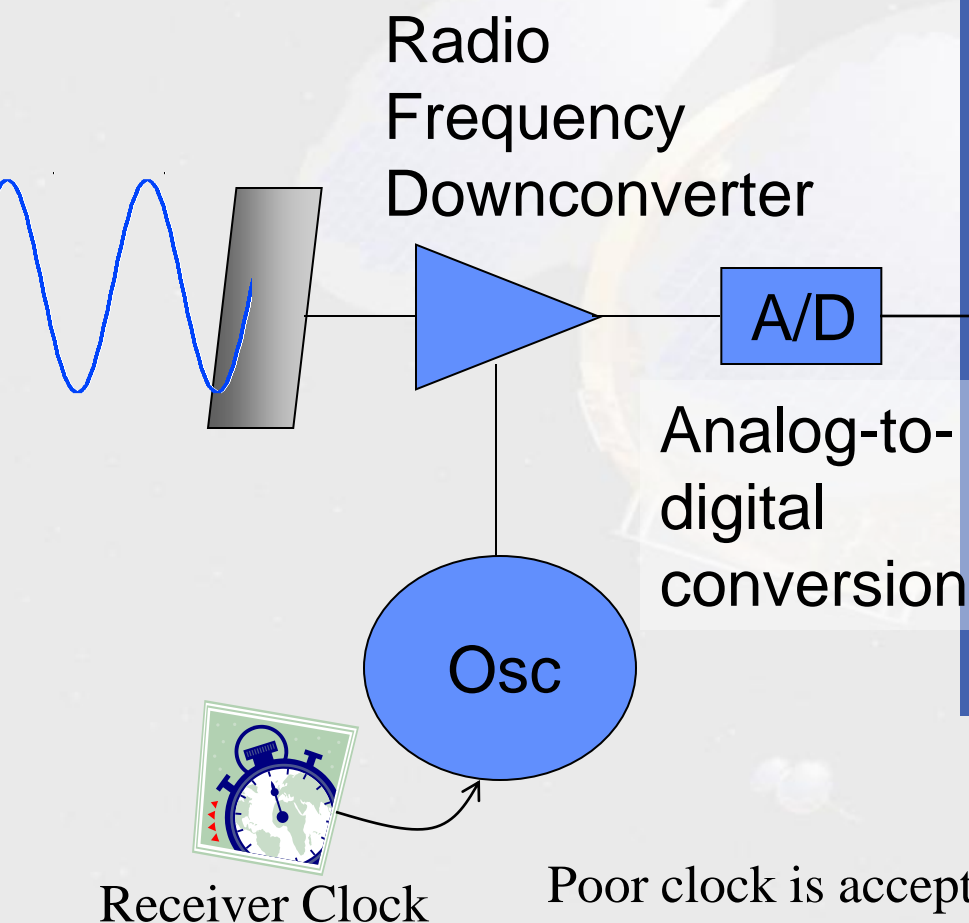 Radio
Frequency
Downconverter
A/D
Analog-to-
digital
conversion
Osc
Receiver Clock
Poor clock is accept